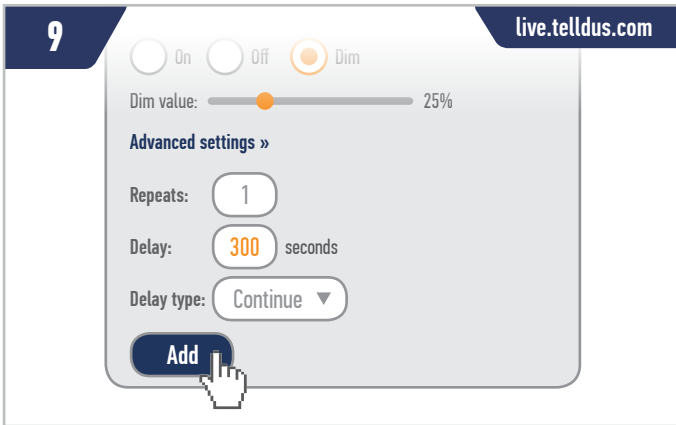 9
live.telldus.com
On Off Dim
Dim value: 25%
Advanced settings »
Repeats: 1
Delay: 300 seconds
Delay type: Continue ▼
Add